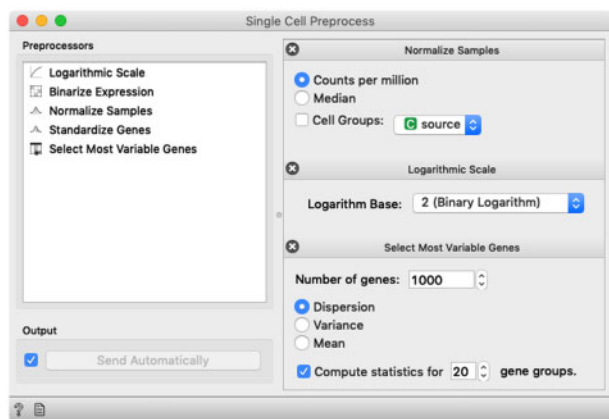 Single Cell Preprocess
Preprocessors
Logarithmic Scale
Binarize Expression
Normalize Samples
Standardize Genes
Select Most Variable Genes
Output
Send Automatically
Normalize Samples
Counts per million
Median
Cell Groups: C source
Logarithmic Scale
Logarithm Base: 2 (Binary Logarithm)
Select Most Variable Genes
Number of genes: 1000
Dispersion
Variance
Mean
Compute statistics for 20 gene groups.
?